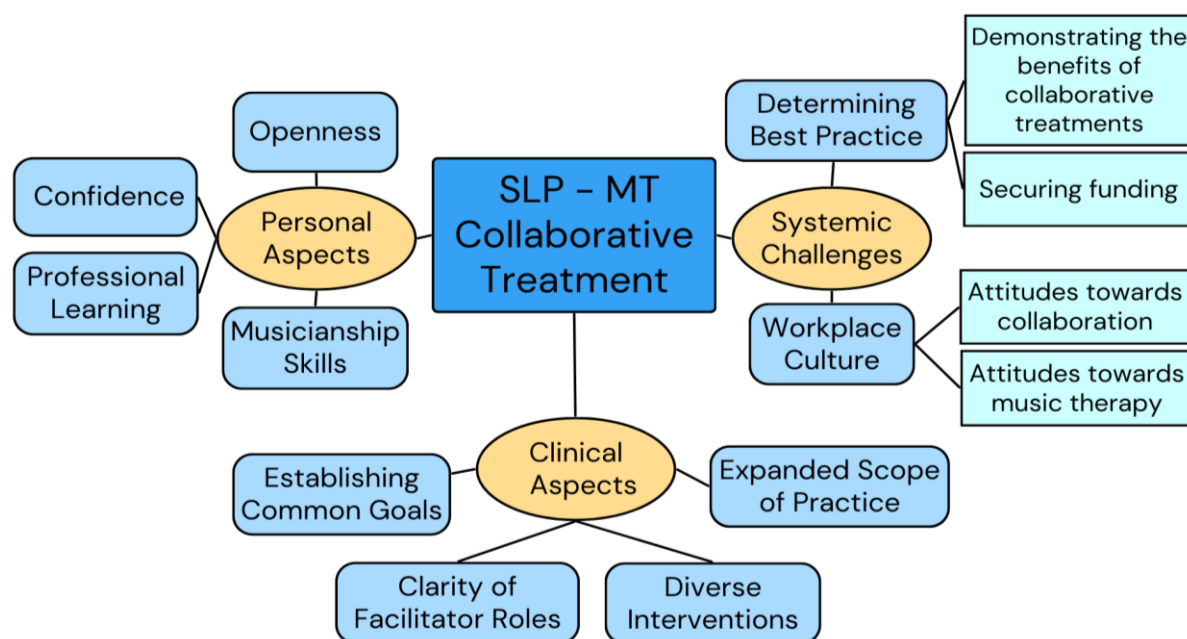 SLP - MT
Collaborative
Treatment
Personal
Aspects
Openness
Confidence
Professional
Learning
Musicianship
Skills
Systemic
Challenges
Determining
Best Practice
Demonstrating the
benefits of
collaborative
treatments
Securing funding
Workplace
Culture
Attitudes towards
collaboration
Attitudes towards
music therapy
Clinical
Aspects
Establishing
Common Goals
Clarity of
Facilitator Roles
Diverse
Interventions
Expanded Scope
of Practice